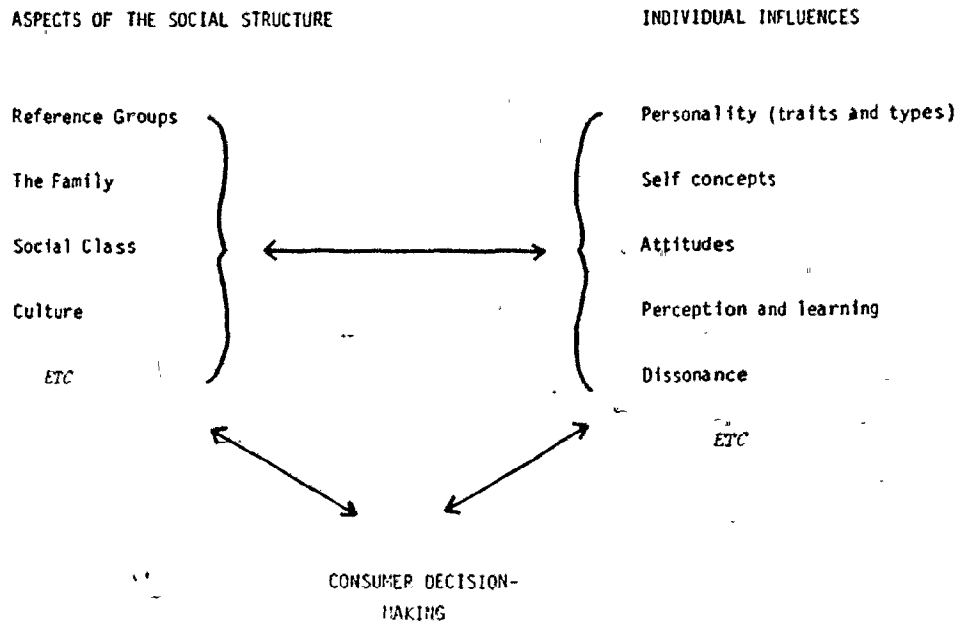 ASPECTS OF THE SOCIAL STRUCTURE
INDIVIDUAL INFLUENCES
Reference Groups
The Family
Social Class
Culture
ETC
Personality (traits and types)
Self concepts
Attitudes
Perception and learning
Dissonance
ETC
CONSUMER DECISION-
MAKING